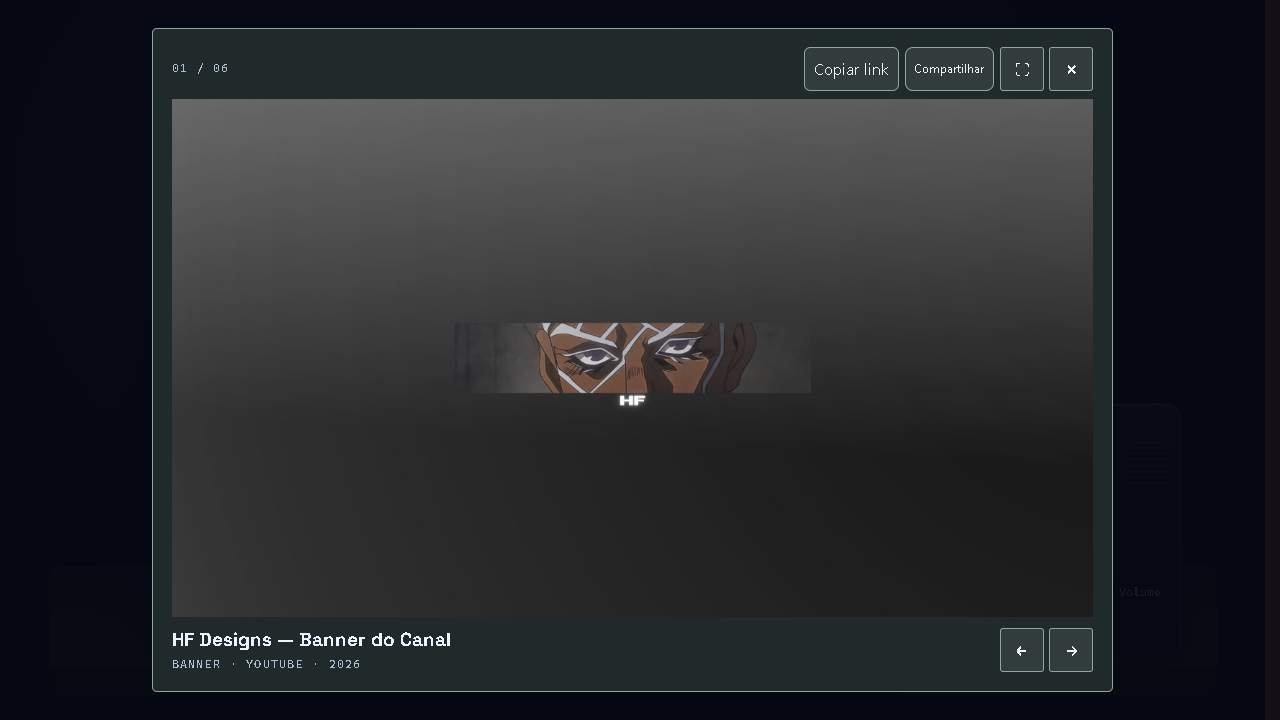 01 / 06
Copiar link
Compartilhar
HF
Volume
HF Designs — Banner do Canal
BANNER · YOUTUBE · 2026